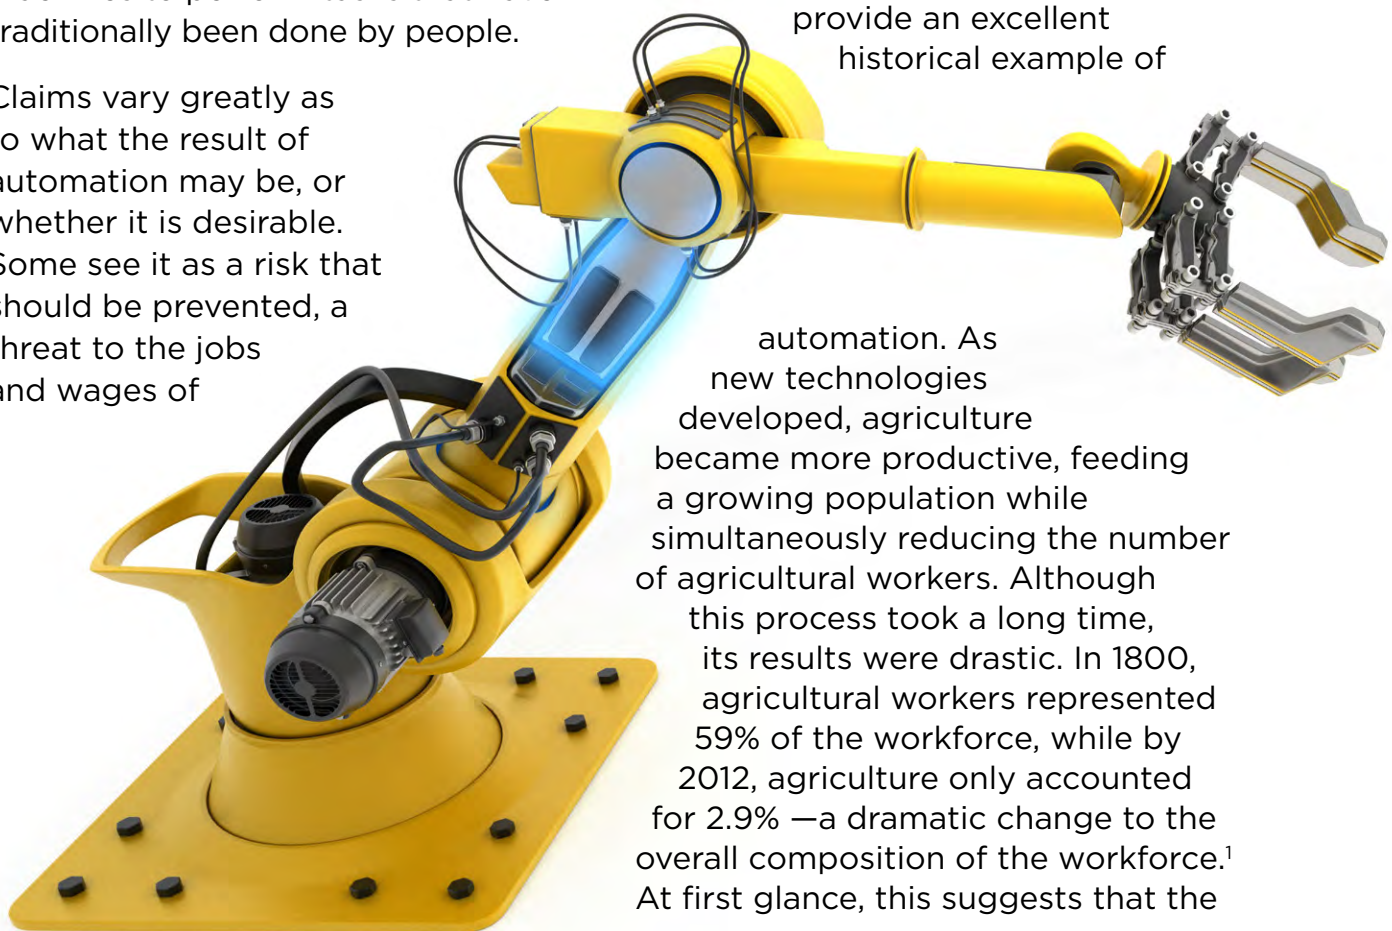 raditionally been done by people.
Claims vary greatly as
o what the result of
automation may be, or
whether it is desirable.
Some see it as a risk that
should be prevented, a
hreat to the jobs
and wages of
provide an excellent
historical example of
automation. As
new technologies
developed, agriculture
became more productive, feeding
a growing population while
simultaneously reducing the number
of agricultural workers. Although
this process took a long time,
its results were drastic. In 1800,
agricultural workers represented
59% of the workforce, while by
2012, agriculture only accounted
for 2.9% —a dramatic change to the
overall composition of the workforce.¹
At first glance, this suggests that the